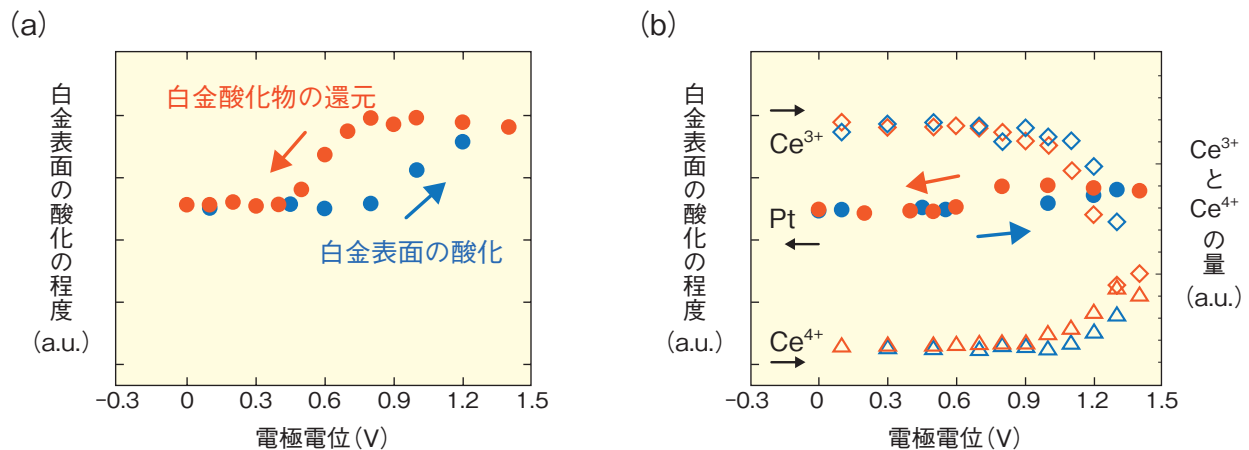 (a)
白金表面の酸化の程度
(a.u.)
白金酸化物の還元
白金表面の酸化
-0.3 0 0.3 0.6 0.9 1.2 1.5
電極電位(V)
(b)
白金表面の酸化の程度
(a.u.)
Ce³⁺
Pt
Ce⁴⁺
-0.3 0 0.3 0.6 0.9 1.2 1.5
電極電位(V)
Ce³⁺
と
Ce⁴⁺
の量
(a.u.)